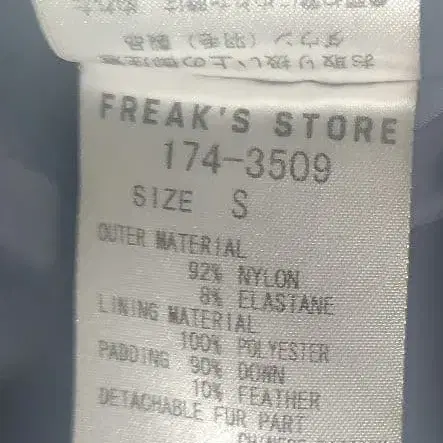 FREAK'S STORE
174-3509
SIZE S
OUTER MATERIAL
92% NYLON
8% ELASTANE
LINING MATERIAL
100% POLYESTER
PADDING 90% DOWN
10% FEATHER
DETACHABLE FUR PART